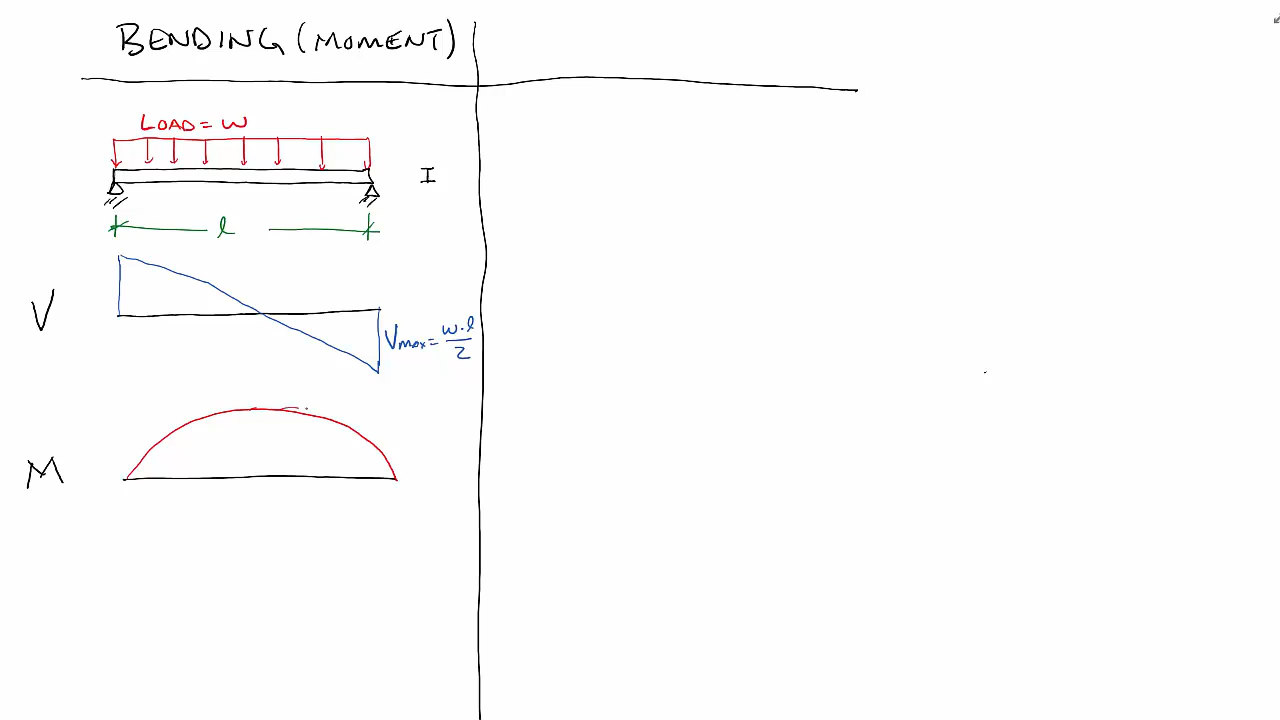 BENDING (MOMENT)
LOAD = W
I
l
V
Vmax = w·l/2
M